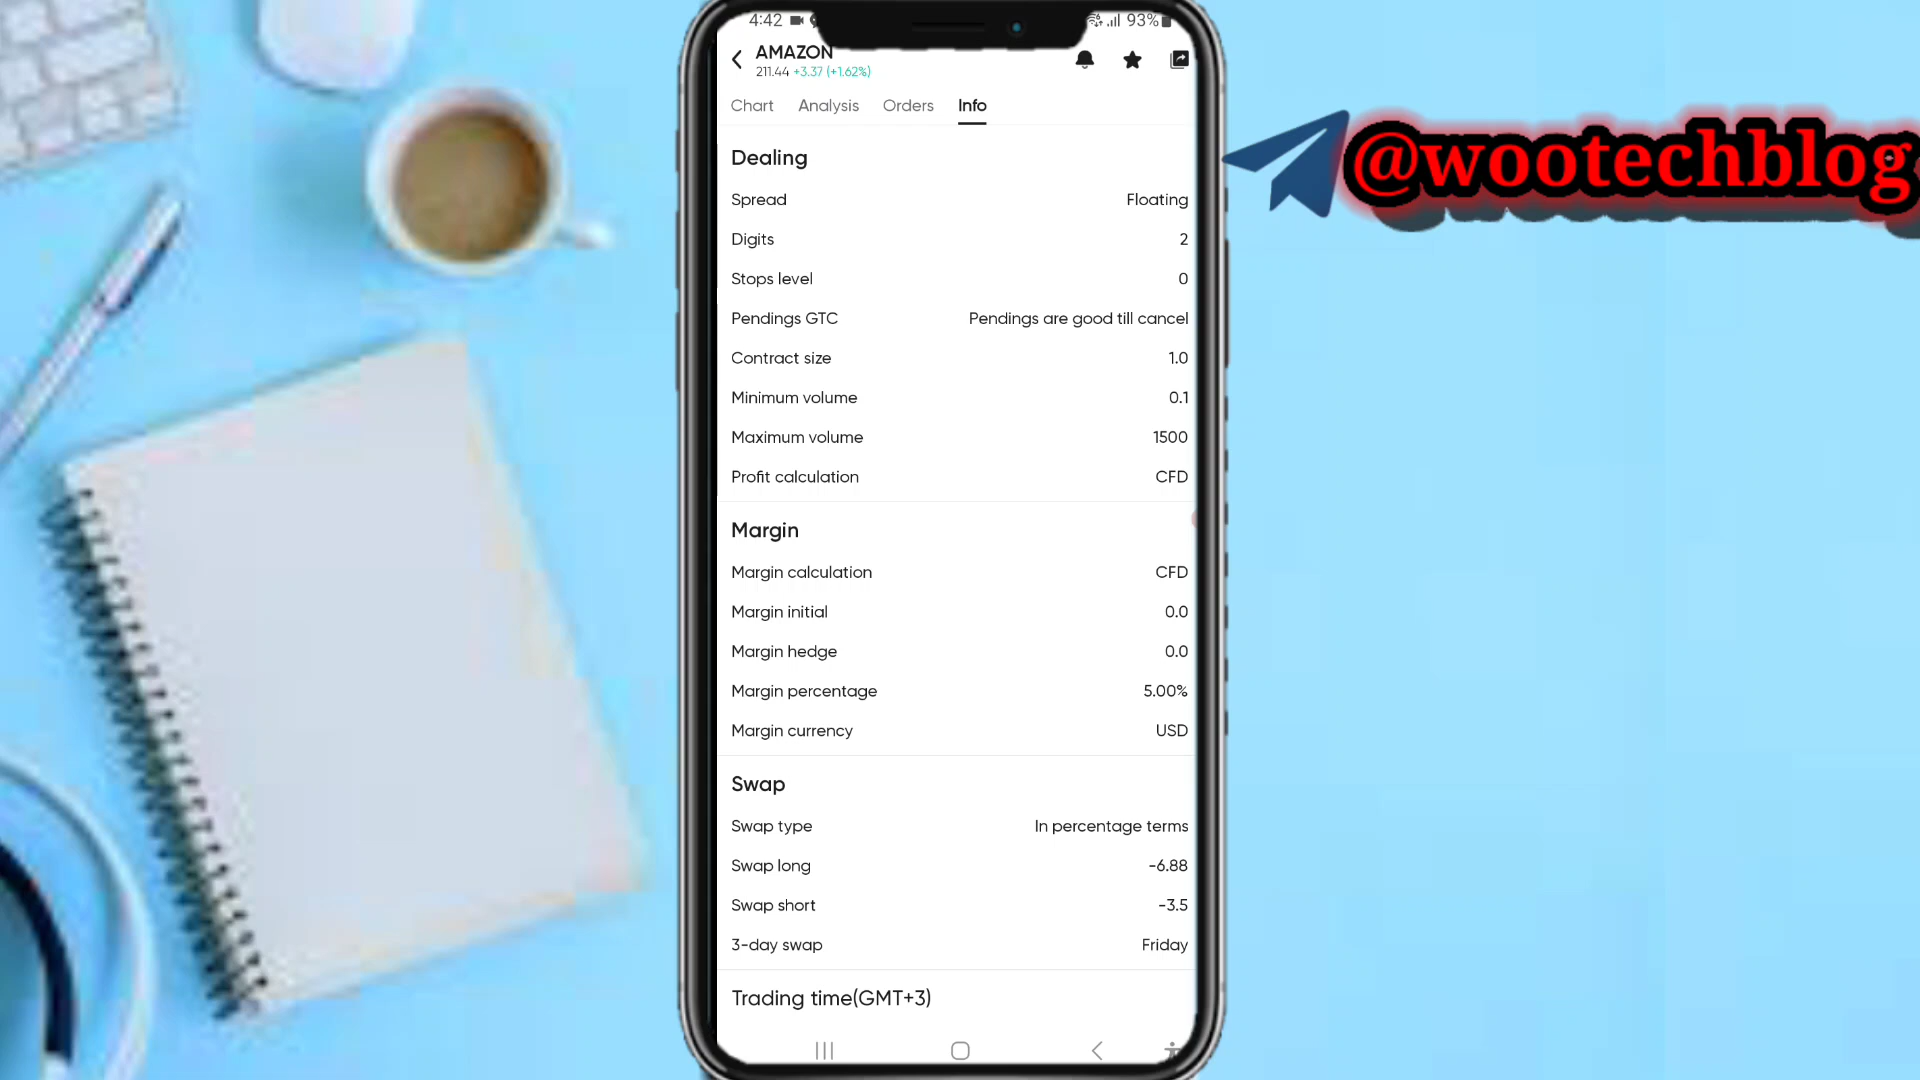 4:42
93%
AMAZON
211.44 +3.37 (+1.62%)
Chart Analysis Orders Info
Dealing
Spread Floating
Digits 2
Stops level 0
Pendings GTC Pendings are good till cancel
Contract size 1.0
Minimum volume 0.1
Maximum volume 1500
Profit calculation CFD
Margin
Margin calculation CFD
Margin initial 0.0
Margin hedge 0.0
Margin percentage 5.00%
Margin currency USD
Swap
Swap type In percentage terms
Swap long -6.88
Swap short -3.5
3-day swap Friday
Trading time(GMT+3)
@wootechblog